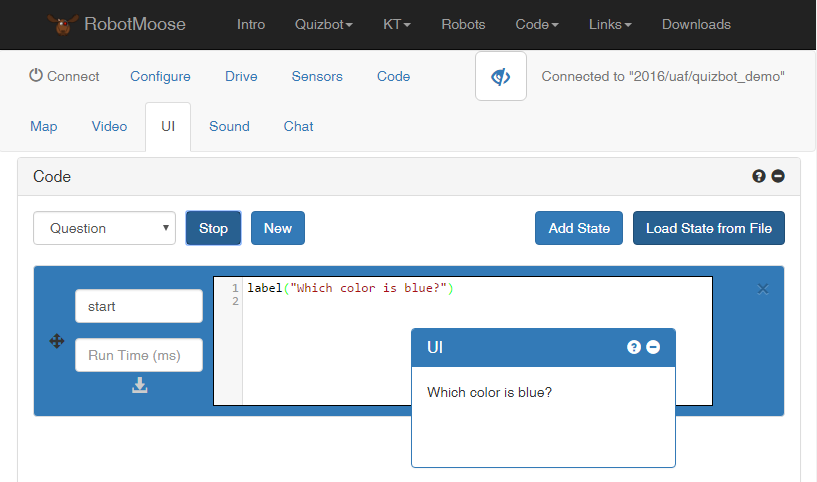 RobotMoose Intro Quizbot KT Robots Code Links Downloads
Connect Configure Drive Sensors Code Connected to "2016/uaf/quizbot_demo"
Map Video UI Sound Chat
Code
Question Stop New Add State Load State from File
start
Run Time (ms)
1 label("Which color is blue?")
2
UI
Which color is blue?